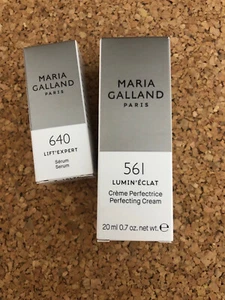 MARIA
GALLAND
PARIS
640
LIFT'EXPERT
Sérum
Serum
MARIA
GALLAND
PARIS
561
LUMIN'ÉCLAT
Crème Perfectrice
Perfecting Cream
20 ml 0.7 oz. net wt. ℮